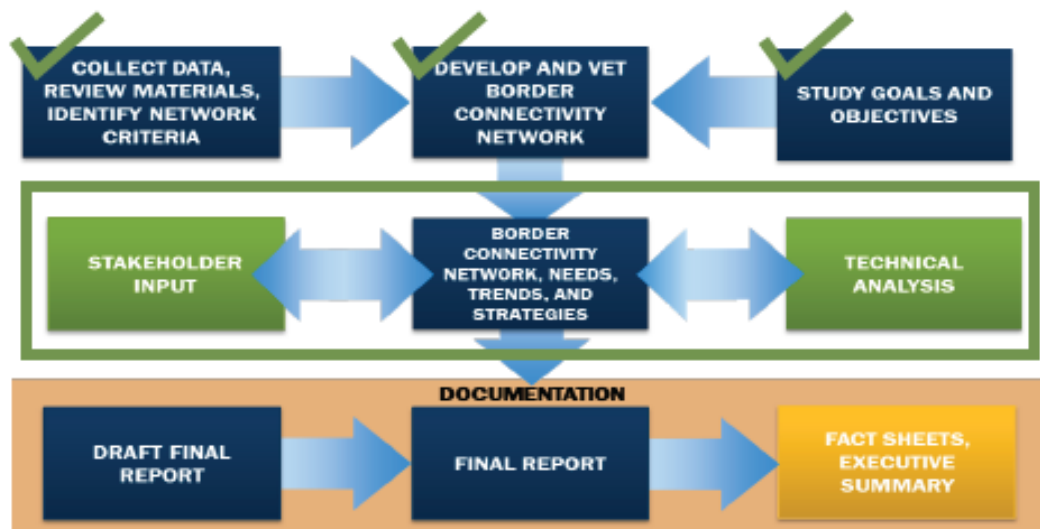 COLLECT DATA,
REVIEW MATERIALS,
IDENTIFY NETWORK
CRITERIA
DEVELOP AND VET
BORDER
CONNECTIVITY
NETWORK
STUDY GOALS AND
OBJECTIVES
STAKEHOLDER
INPUT
BORDER
CONNECTIVITY
NETWORK, NEEDS,
TRENDS, AND
STRATEGIES
TECHNICAL
ANALYSIS
DOCUMENTATION
DRAFT FINAL
REPORT
FINAL REPORT
FACT SHEETS,
EXECUTIVE
SUMMARY